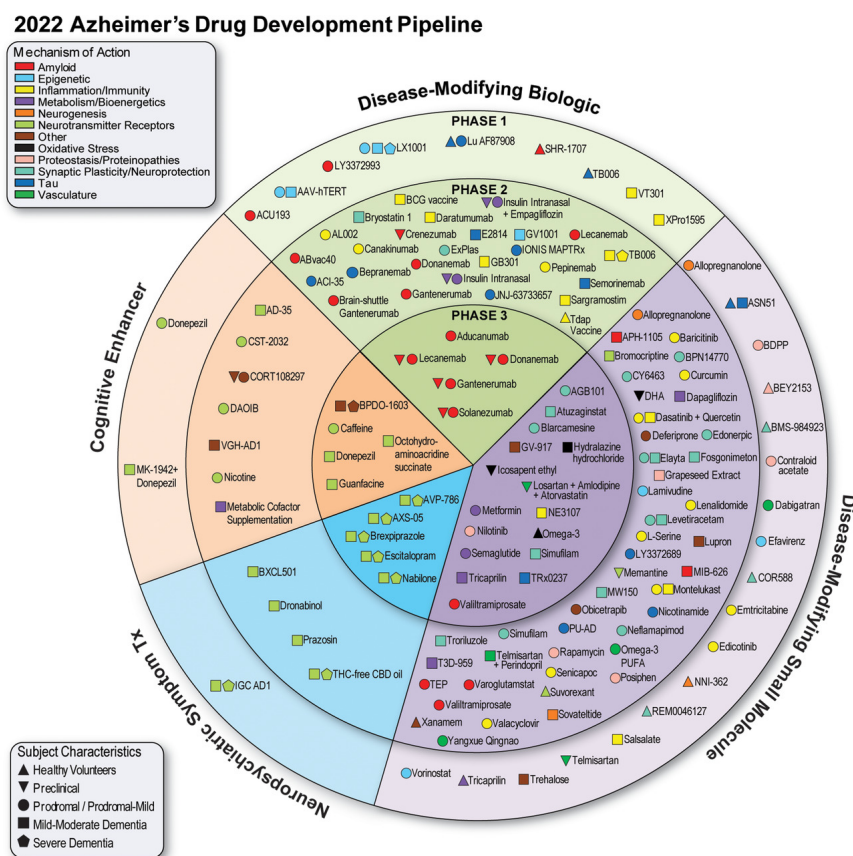 2022 Azheimer's Drug Development Pipeline
Mechanism of Action
Amyloid
Epigenetic
Inflammation/Immunity
Metabolism/Bioenergetics
Neurogenesis
Neurotransmitter Receptors
Other
Oxidative Stress
Proteostasis/Proteinopathies
Synaptic Plasticity/Neuroprotection
Tau
Vasculature
Disease-Modifying Biologic
PHASE 1
LX1001
Lu AF87908
SHR-1707
LY3372993
TB006
AAV-hTERT
VT301
ACU193
XPro1595
PHASE 2
BCG vaccine
Insulin Intranasal
+ Empagliflozin
Bryostatin 1
Daratumumab
AL002
Crenezumab
E2814
GV1001
Lecanemab
Canakinumab
ExPlas
IONIS MAPTRx
ABvac40
Donanemab
GB301
TB006
Bepranemab
Pepinemab
ACI-35
Insulin Intranasal
Semorinemab
Brain-shuttle
Gantenerumab
Gantenerumab
JNJ-63733657
Sargramostim
Tdap
Vaccine
PHASE 3
Aducanumab
Lecanemab
Donanemab
Gantenerumab
Solanezumab
Cognitive Enhancer
Donepezil
MK-1942+
Donepezil
AD-35
CST-2032
CORT108297
DAOIB
VGH-AD1
Nicotine
Metabolic Cofactor
Supplementation
BPDO-1603
Caffeine
Octohydro-
aminoacridine
succinate
Donepezil
Guanfacine
Neuropsychiatric Symptom Tx
IGC AD1
BXCL501
Dronabinol
Prazosin
THC-free CBD oil
AVP-786
AXS-05
Brexpiprazole
Escitalopram
Nabilone
Disease-Modifying Small Molecule
Allopregnanolone
ASN51
BDPP
BEY2153
BMS-984923
Contraloid
acetate
Dabigatran
Efavirenz
COR588
Emtricitabine
Edicotinib
NNI-362
REM0046127
Salsalate
Telmisartan
Trehalose
Tricaprilin
Vorinostat
Allopregnanolone
APH-1105
Baricitinib
Bromocriptine
BPN14770
CY6463
Curcumin
DHA
Dapagliflozin
Dasatinib + Quercetin
Deferiprone
Edonerpic
Elayta
Fosgonimeton
Grapeseed Extract
Lamivudine
Lenalidomide
Levetiracetam
L-Serine
Lupron
LY3372689
Memantine
MIB-626
MW150
Montelukast
Obicetrapib
Nicotinamide
PU-AD
Neflamapimod
Simufilam
Troriluzole
Rapamycin
Omega-3
PUFA
Telmisartan
+ Perindopril
T3D-959
Senicapoc
Posiphen
TEP
Varoglutamstat
Suvorexant
Valiltramiprosate
Sovateltide
Xanamem
Valacyclovir
Yangxue Qingnao
AGB101
Atuzaginstat
Blarcamesine
GV-917
Hydralazine
hydrochloride
Icosapent ethyl
Losartan + Amlodipine
+ Atorvastatin
Metformin
NE3107
Nilotinib
Omega-3
Semaglutide
Simufilam
Tricaprilin
TRx0237
Valiltramiprosate
Subject Characteristics
Healthy Volunteers
Preclinical
Prodromal / Prodromal-Mild
Mild-Moderate Dementia
Severe Dementia